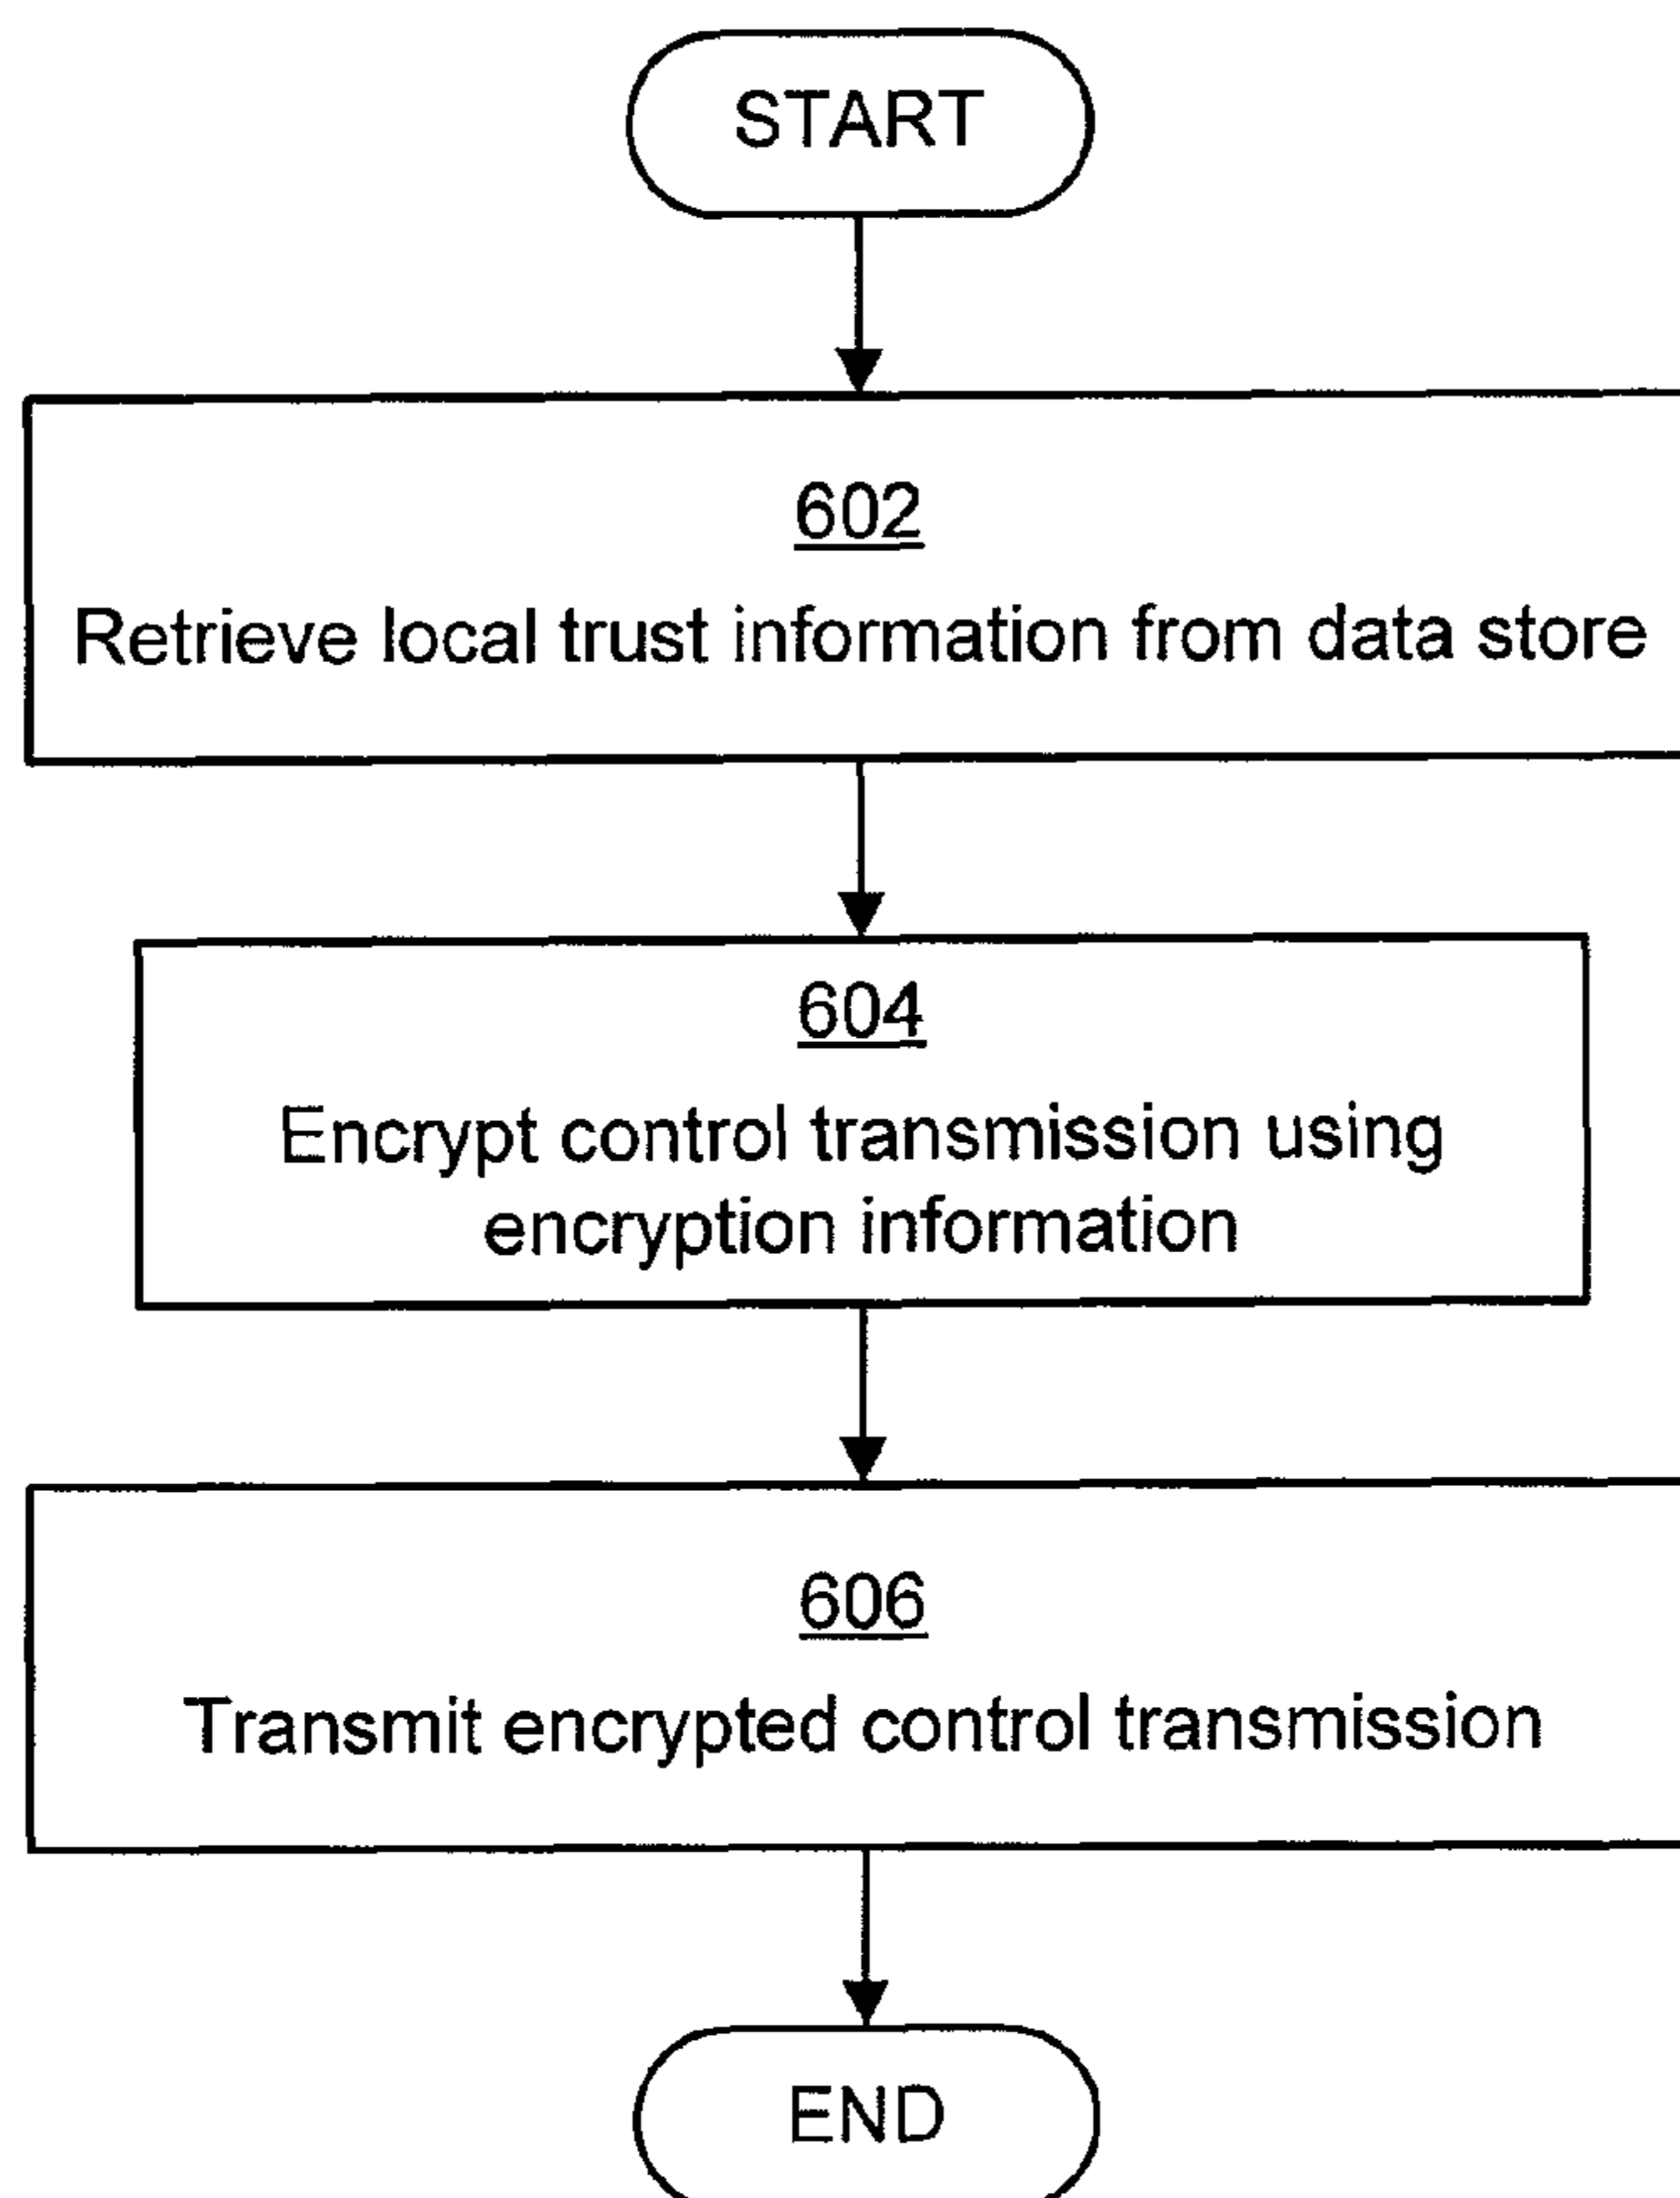 START
602
Retrieve local trust information from data store
604
Encrypt control transmission using
encryption information
606
Transmit encrypted control transmission
END